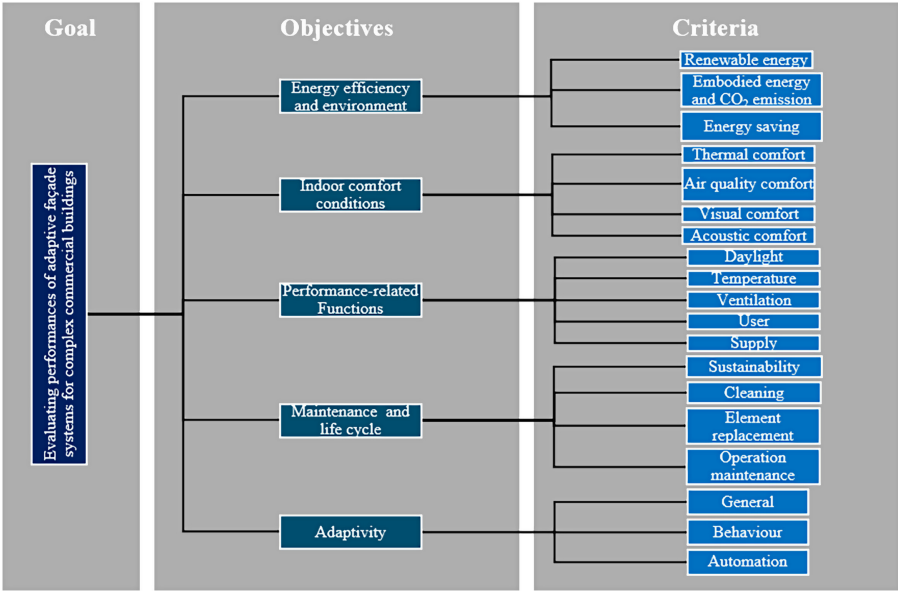 Goal
Objectives
Criteria
Evaluating performances of adaptive façade
systems for complex commercial buildings
Energy efficiency
and environment
Renewable energy
Embodied energy
and CO₂ emission
Energy saving
Indoor comfort
conditions
Thermal comfort
Air quality comfort
Visual comfort
Acoustic comfort
Performance-related
Functions
Daylight
Temperature
Ventilation
User
Supply
Maintenance and
life cycle
Sustainability
Cleaning
Element
replacement
Operation
maintenance
Adaptivity
General
Behaviour
Automation